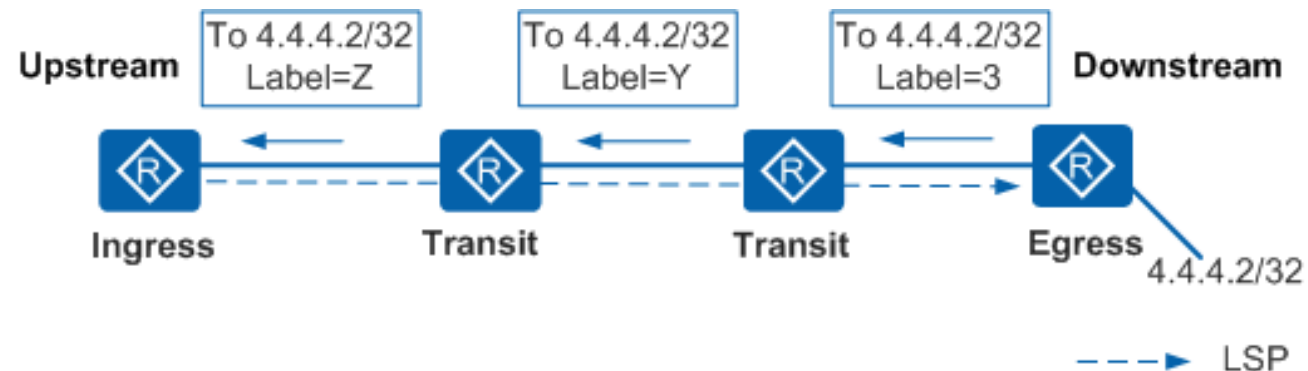 To 4.4.4.2/32
Label=Z
To 4.4.4.2/32
Label=Y
To 4.4.4.2/32
Label=3
Upstream
Downstream
R
R
R
R
Ingress
Transit
Transit
Egress
4.4.4.2/32
LSP